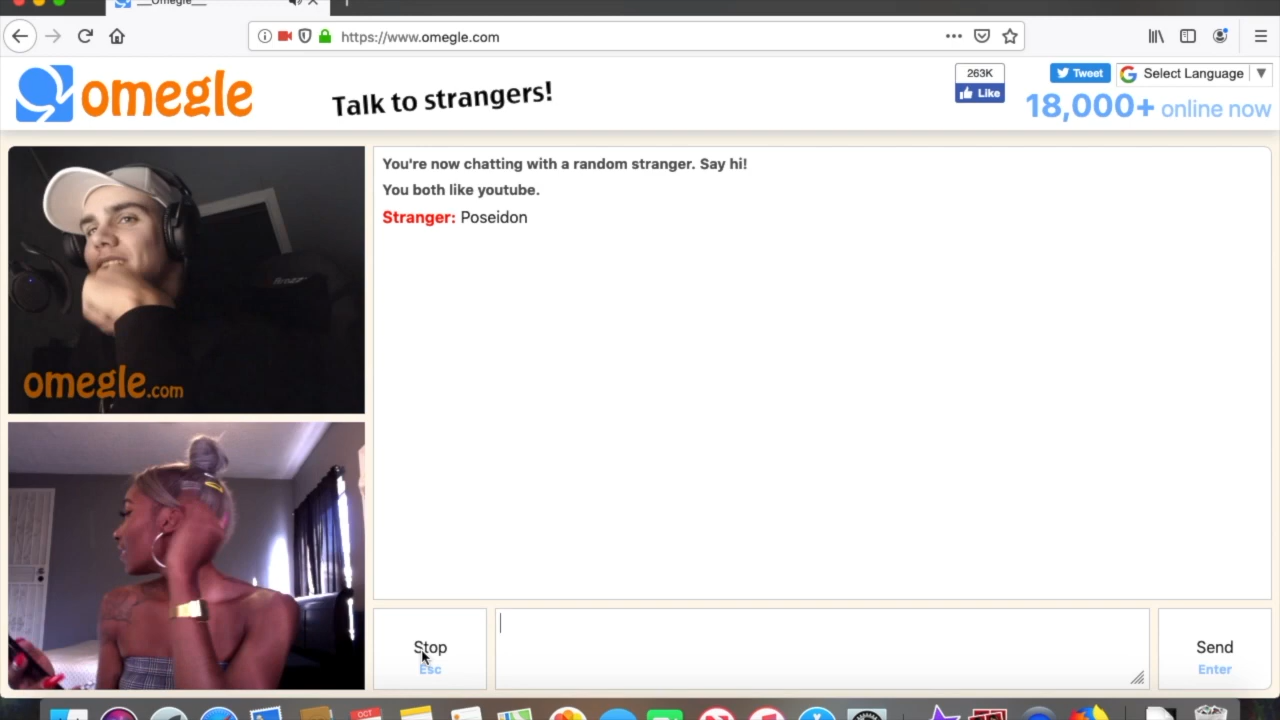 ___Omegle___
https://www.omegle.com
omegle
Talk to strangers!
263K
Like
Tweet
Select Language
18,000+ online now
omegle.com
You're now chatting with a random stranger. Say hi!
You both like youtube.
Stranger: Poseidon
Stop
Esc
Send
Enter
OCT